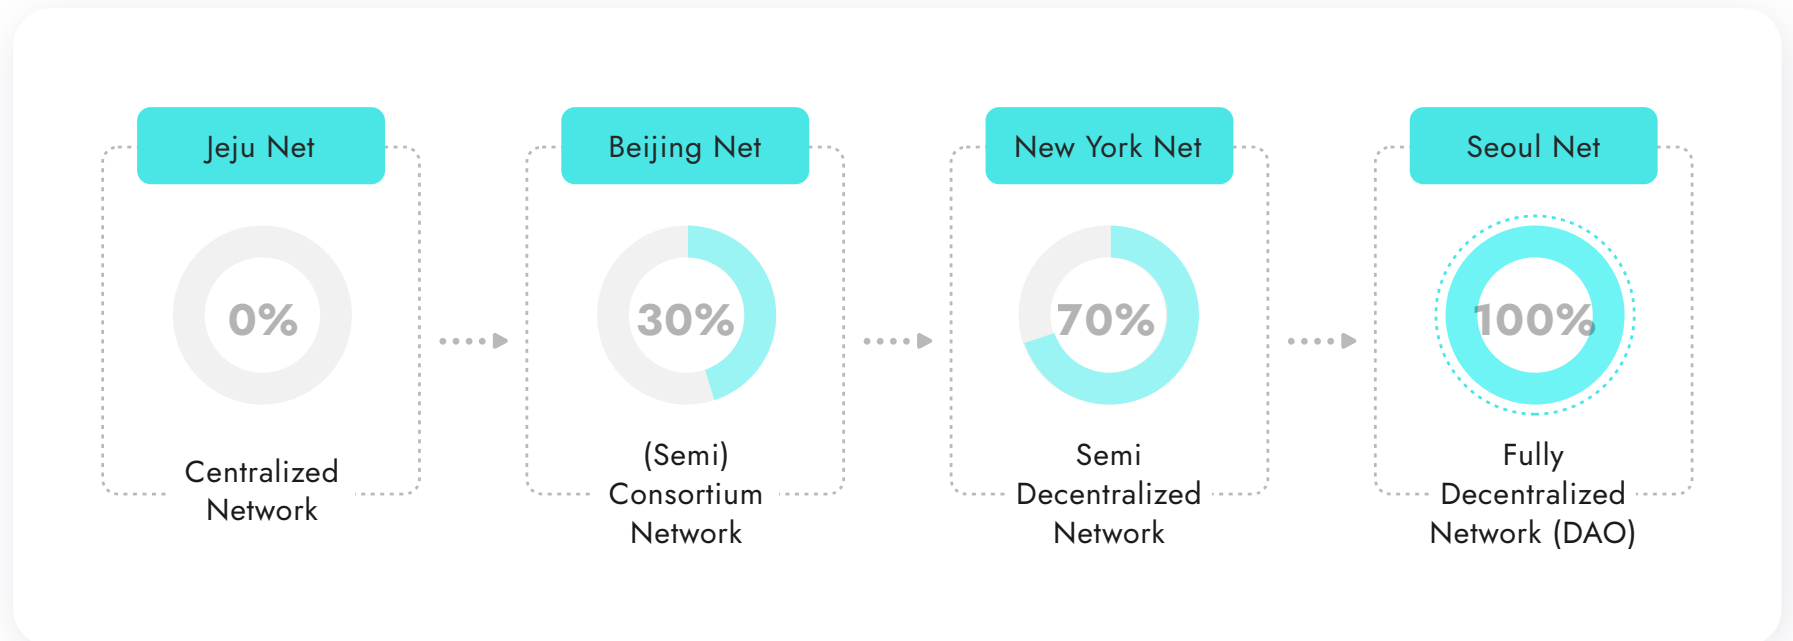 Jeju Net
0%
Centralized
Network
Beijing Net
30%
(Semi)
Consortium
Network
New York Net
70%
Semi
Decentralized
Network
Seoul Net
100%
Fully
Decentralized
Network (DAO)